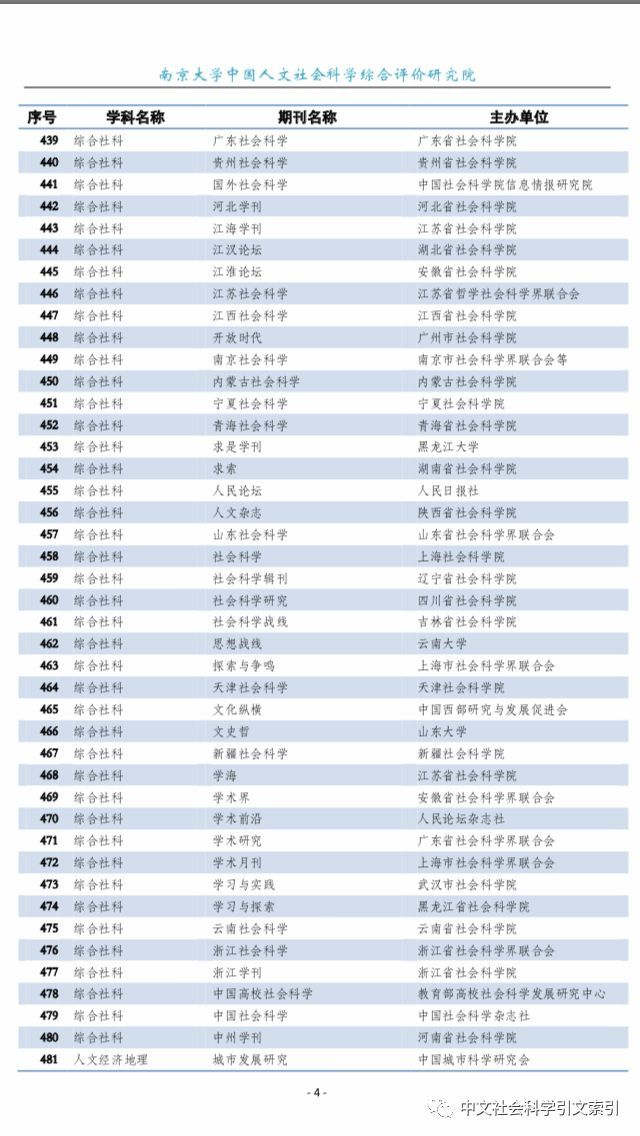 南京大学中国人文社会科学综合评价研究院
序号 学科名称 期刊名称 主办单位
439 综合社科 广东社会科学 广东省社会科学院
440 综合社科 贵州社会科学 贵州省社会科学院
441 综合社科 国外社会科学 中国社会科学院信息情报研究院
442 综合社科 河北学刊 河北省社会科学院
443 综合社科 江海学刊 江苏省社会科学院
444 综合社科 江汉论坛 湖北省社会科学院
445 综合社科 江淮论坛 安徽省社会科学院
446 综合社科 江苏社会科学 江苏省哲学社会科学界联合会
447 综合社科 江西社会科学 江西省社会科学院
448 综合社科 开放时代 广州市社会科学院
449 综合社科 南京社会科学 南京市社会科学界联合会等
450 综合社科 内蒙古社会科学 内蒙古社会科学院
451 综合社科 宁夏社会科学 宁夏社会科学院
452 综合社科 青海社会科学 青海省社会科学院
453 综合社科 求是学刊 黑龙江大学
454 综合社科 求索 湖南省社会科学院
455 综合社科 人民论坛 人民日报社
456 综合社科 人文杂志 陕西省社会科学院
457 综合社科 山东社会科学 山东省社会科学界联合会
458 综合社科 社会科学 上海社会科学院
459 综合社科 社会科学辑刊 辽宁省社会科学院
460 综合社科 社会科学研究 四川省社会科学院
461 综合社科 社会科学战线 吉林省社会科学院
462 综合社科 思想战线 云南大学
463 综合社科 探索与争鸣 上海市社会科学界联合会
464 综合社科 天津社会科学 天津社会科学院
465 综合社科 文化纵横 中国西部研究与发展促进会
466 综合社科 文史哲 山东大学
467 综合社科 新疆社会科学 新疆社会科学院
468 综合社科 学海 江苏省社会科学院
469 综合社科 学术界 安徽省社会科学界联合会
470 综合社科 学术前沿 人民论坛杂志社
471 综合社科 学术研究 广东省社会科学界联合会
472 综合社科 学术月刊 上海市社会科学界联合会
473 综合社科 学习与实践 武汉市社会科学院
474 综合社科 学习与探索 黑龙江省社会科学院
475 综合社科 云南社会科学 云南省社会科学院
476 综合社科 浙江社会科学 浙江省社会科学界联合会
477 综合社科 浙江学刊 浙江省社会科学院
478 综合社科 中国高校社会科学 教育部高校社会科学发展研究中心
479 综合社科 中国社会科学 中国社会科学杂志社
480 综合社科 中州学刊 河南省社会科学院
481 人文经济地理 城市发展研究 中国城市科学研究会
- 4 -
中文社会科学引文索引